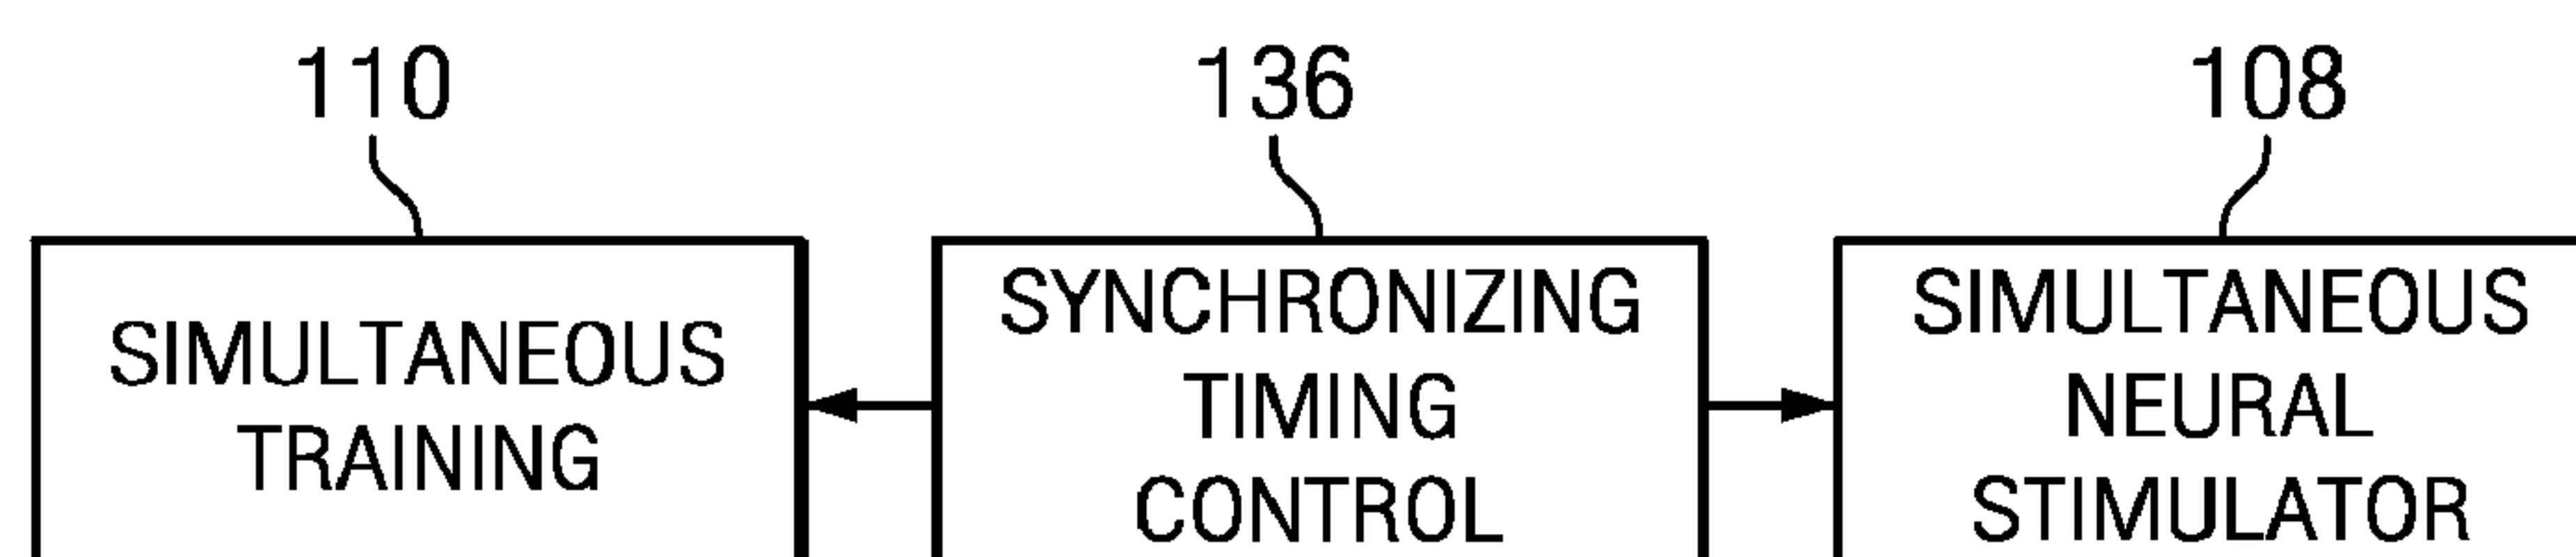 110
136
108
SIMULTANEOUS
TRAINING
SYNCHRONIZING
TIMING
CONTROL
SIMULTANEOUS
NEURAL
STIMULATOR